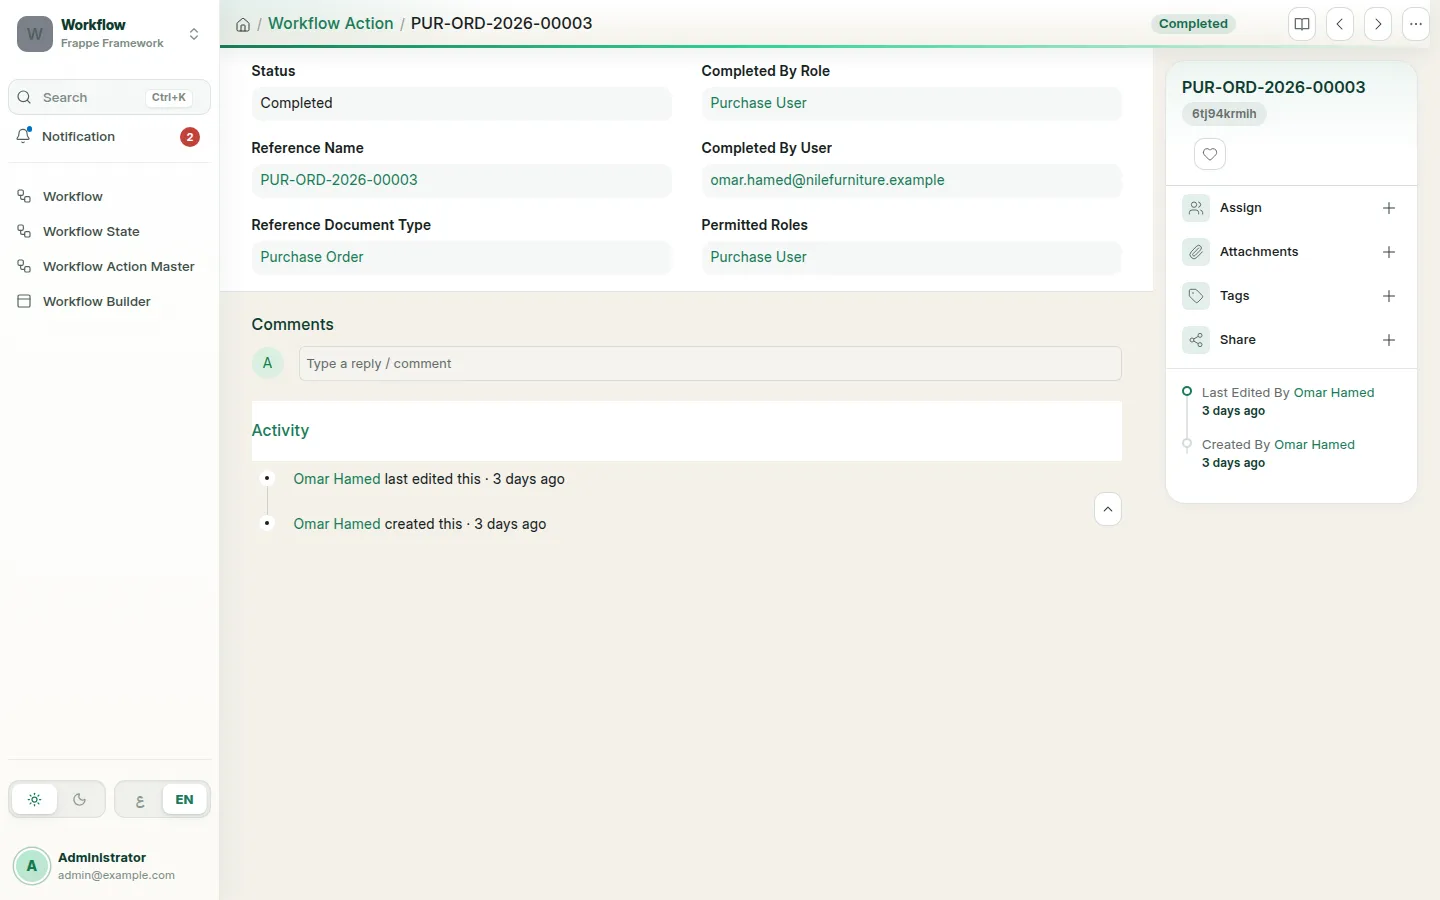 W
Workflow
Frappe Framework
Search
Ctrl+K
Notification
2
Workflow
Workflow State
Workflow Action Master
Workflow Builder
ع
EN
A
Administrator
admin@example.com
/ Workflow Action / PUR-ORD-2026-00003
Completed
Status
Completed
Completed By Role
Purchase User
Reference Name
PUR-ORD-2026-00003
Completed By User
omar.hamed@nilefurniture.example
Reference Document Type
Purchase Order
Permitted Roles
Purchase User
Comments
A
Type a reply / comment
Activity
Omar Hamed last edited this · 3 days ago
Omar Hamed created this · 3 days ago
PUR-ORD-2026-00003
6tj94krmih
Assign
Attachments
Tags
Share
Last Edited By Omar Hamed
3 days ago
Created By Omar Hamed
3 days ago